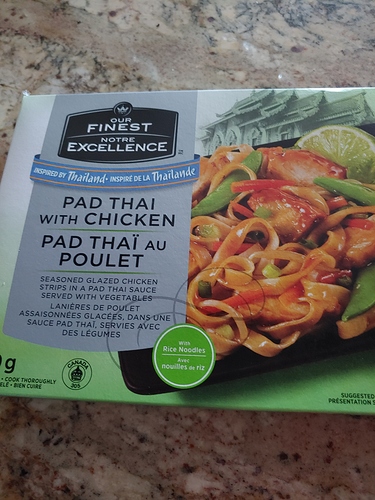 OUR
FINEST
NOTRE
EXCELLENCE
INSPIRED BY Thailand • INSPIRÉ DE LA Thaïlande
PAD THAI
WITH CHICKEN
PAD THAÏ AU
POULET
SEASONED GLAZED CHICKEN
STRIPS IN A PAD THAI SAUCE
SERVED WITH VEGETABLES
LANIÈRES DE POULET
ASSAISONNÉES GLACÉES, DANS UNE
SAUCE PAD THAÏ, SERVIES AVEC
DES LÉGUMES
With
Rice Noodles
Avec
nouilles de riz
g
• COOK THOROUGHLY
• BIEN CUIRE
CANADA
SUGGESTED
PRÉSENTATION